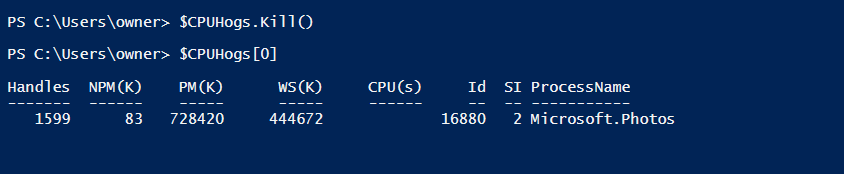 PS C:\Users\owner> $CPUHogs.Kill()
PS C:\Users\owner> $CPUHogs[0]
Handles  NPM(K)    PM(K)      WS(K)     CPU(s)     Id  SI ProcessName
-------  ------    -----      -----     ------     --  -- -----------
   1599      83   728420     444672             16880   2 Microsoft.Photos